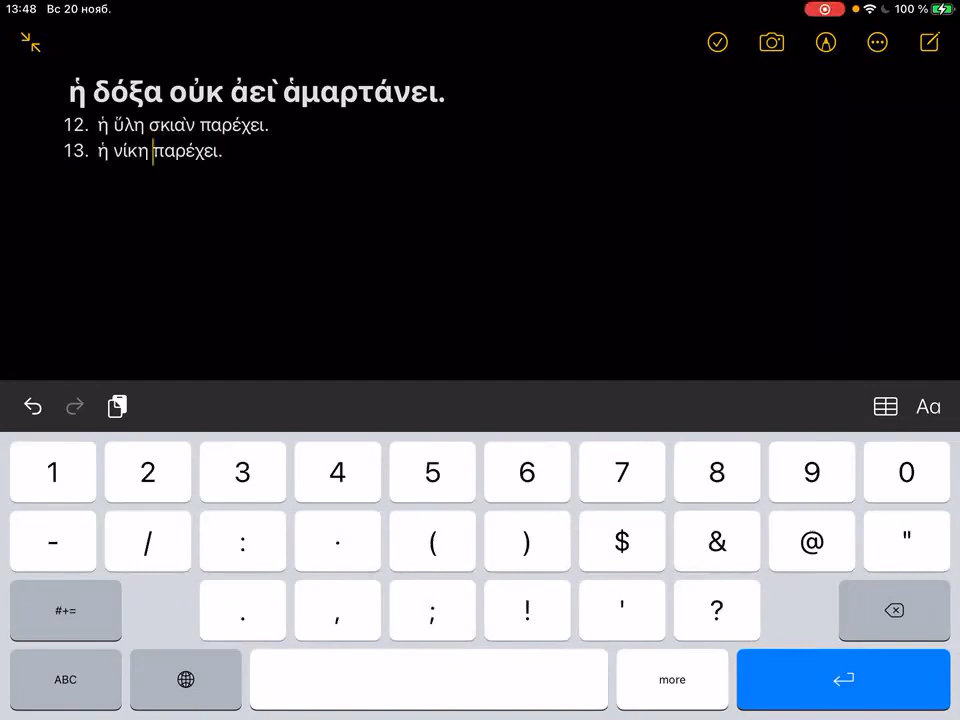 13:48 Вс 20 нояб. 100 %
ἡ δόξα οὐκ ἀεὶ ἁμαρτάνει.
12. ἡ ὕλη σκιὰν παρέχει.
13. ἡ νίκη παρέχει.
Aa
1 2 3 4 5 6 7 8 9 0
- / : · ( ) $ & @ "
#+= . , ; ! ' ?
ABC more